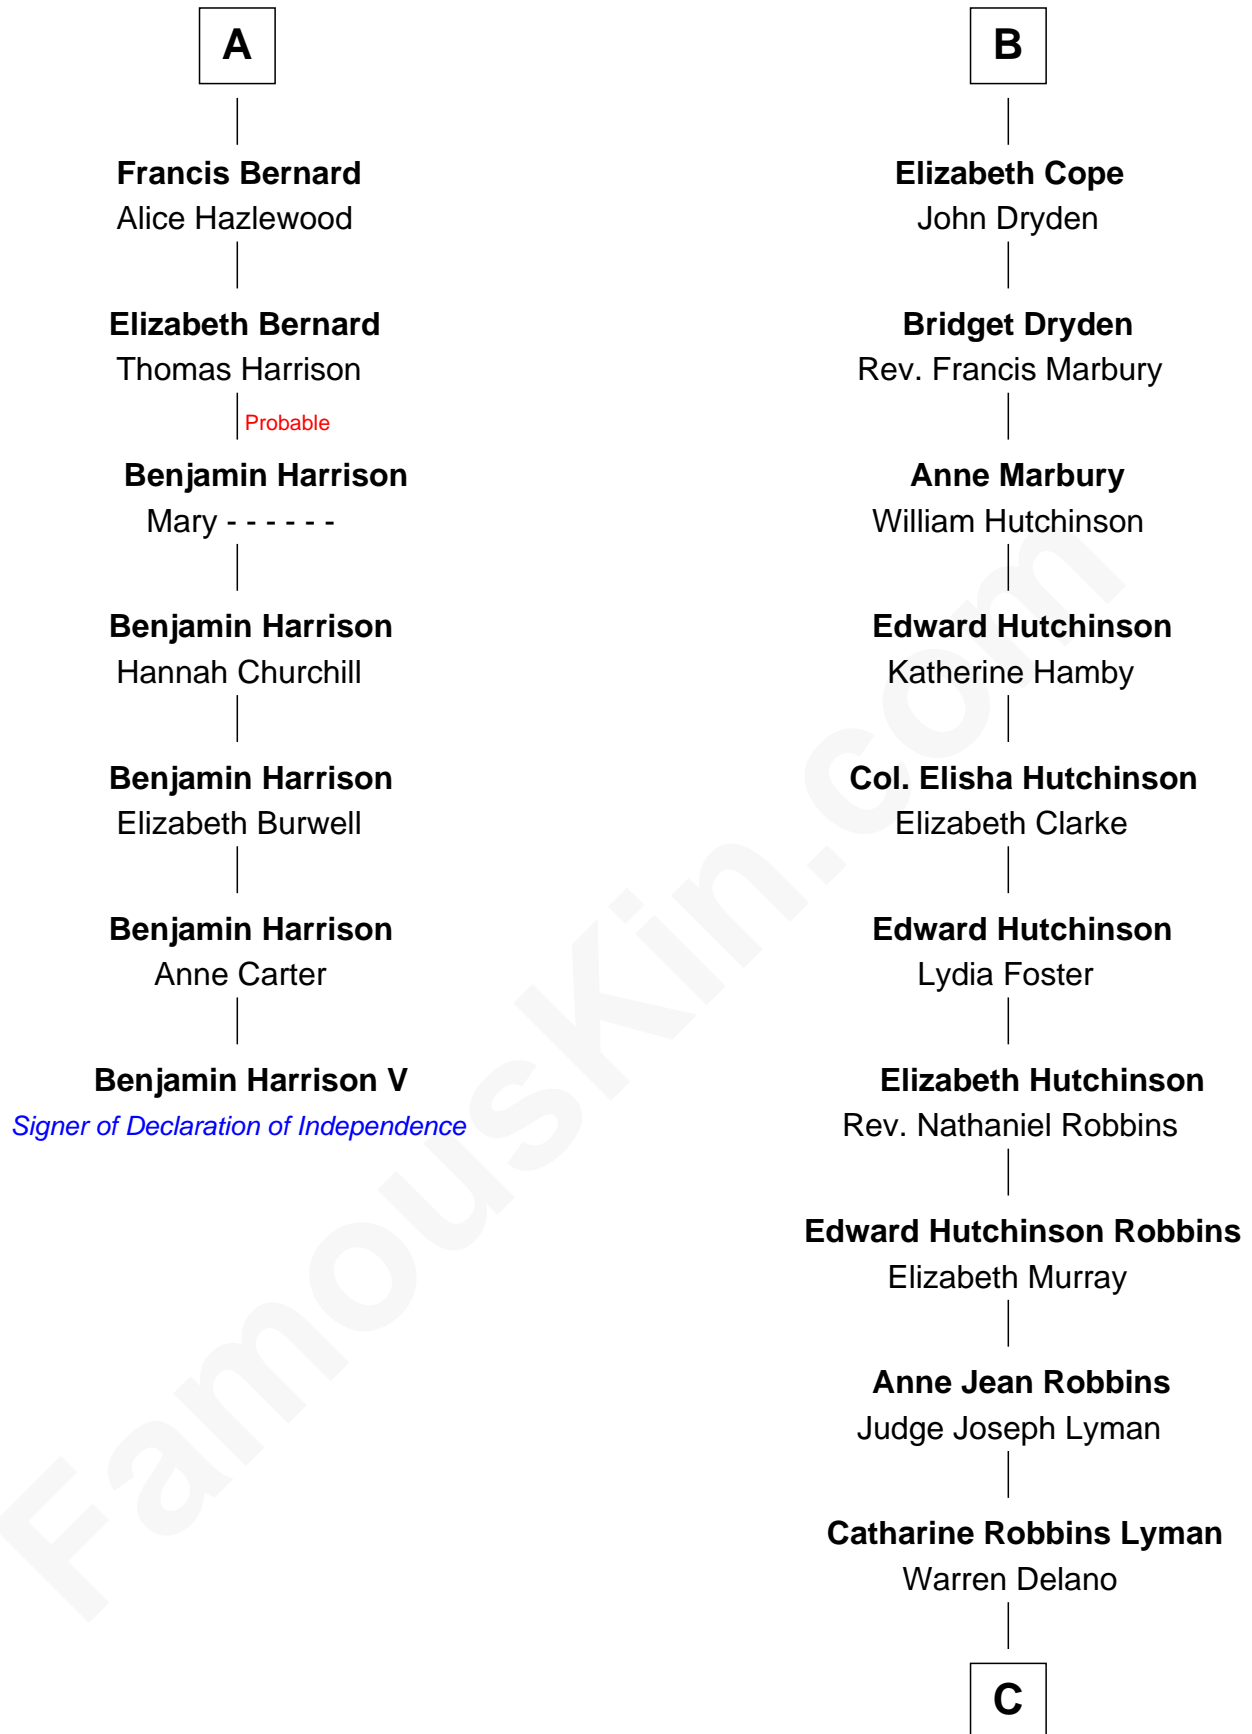 A
Francis Bernard
Alice Hazlewood
Elizabeth Bernard
Thomas Harrison
Probable
Benjamin Harrison
Mary - - - - - -
Benjamin Harrison
Hannah Churchill
Benjamin Harrison
Elizabeth Burwell
Benjamin Harrison
Anne Carter
Benjamin Harrison V
Signer of Declaration of Independence
B
Elizabeth Cope
John Dryden
Bridget Dryden
Rev. Francis Marbury
Anne Marbury
William Hutchinson
Edward Hutchinson
Katherine Hamby
Col. Elisha Hutchinson
Elizabeth Clarke
Edward Hutchinson
Lydia Foster
Elizabeth Hutchinson
Rev. Nathaniel Robbins
Edward Hutchinson Robbins
Elizabeth Murray
Anne Jean Robbins
Judge Joseph Lyman
Catharine Robbins Lyman
Warren Delano
C
FamousKin.com